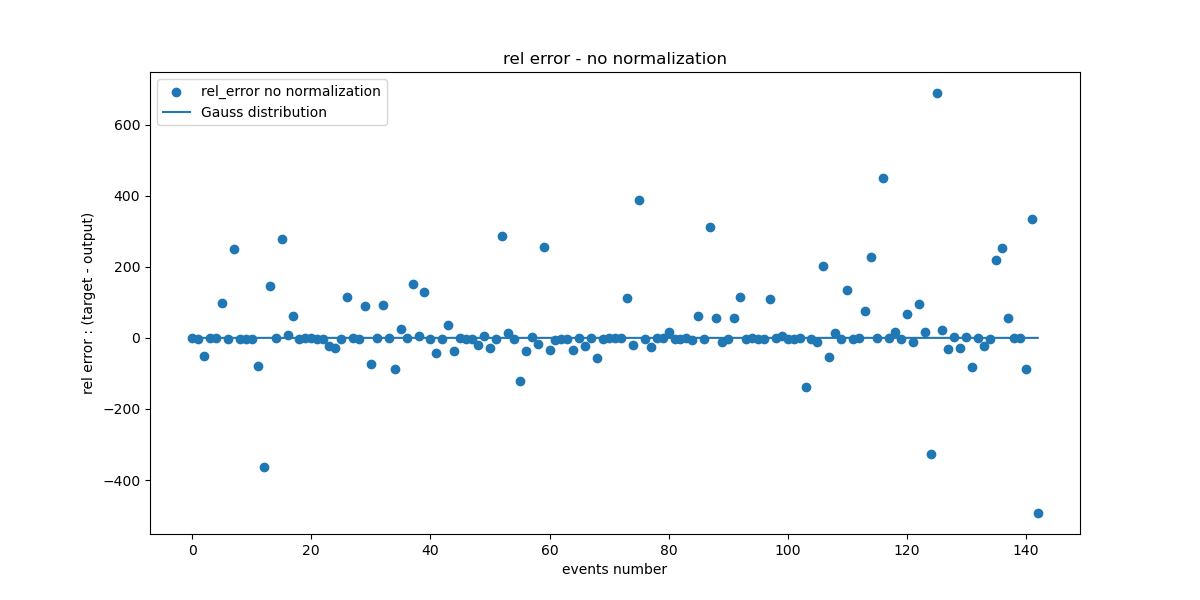 rel error - no normalization
rel_error no normalization
Gauss distribution
600
400
200
0
−200
−400
rel error : (target - output)
0 20 40 60 80 100 120 140
events number